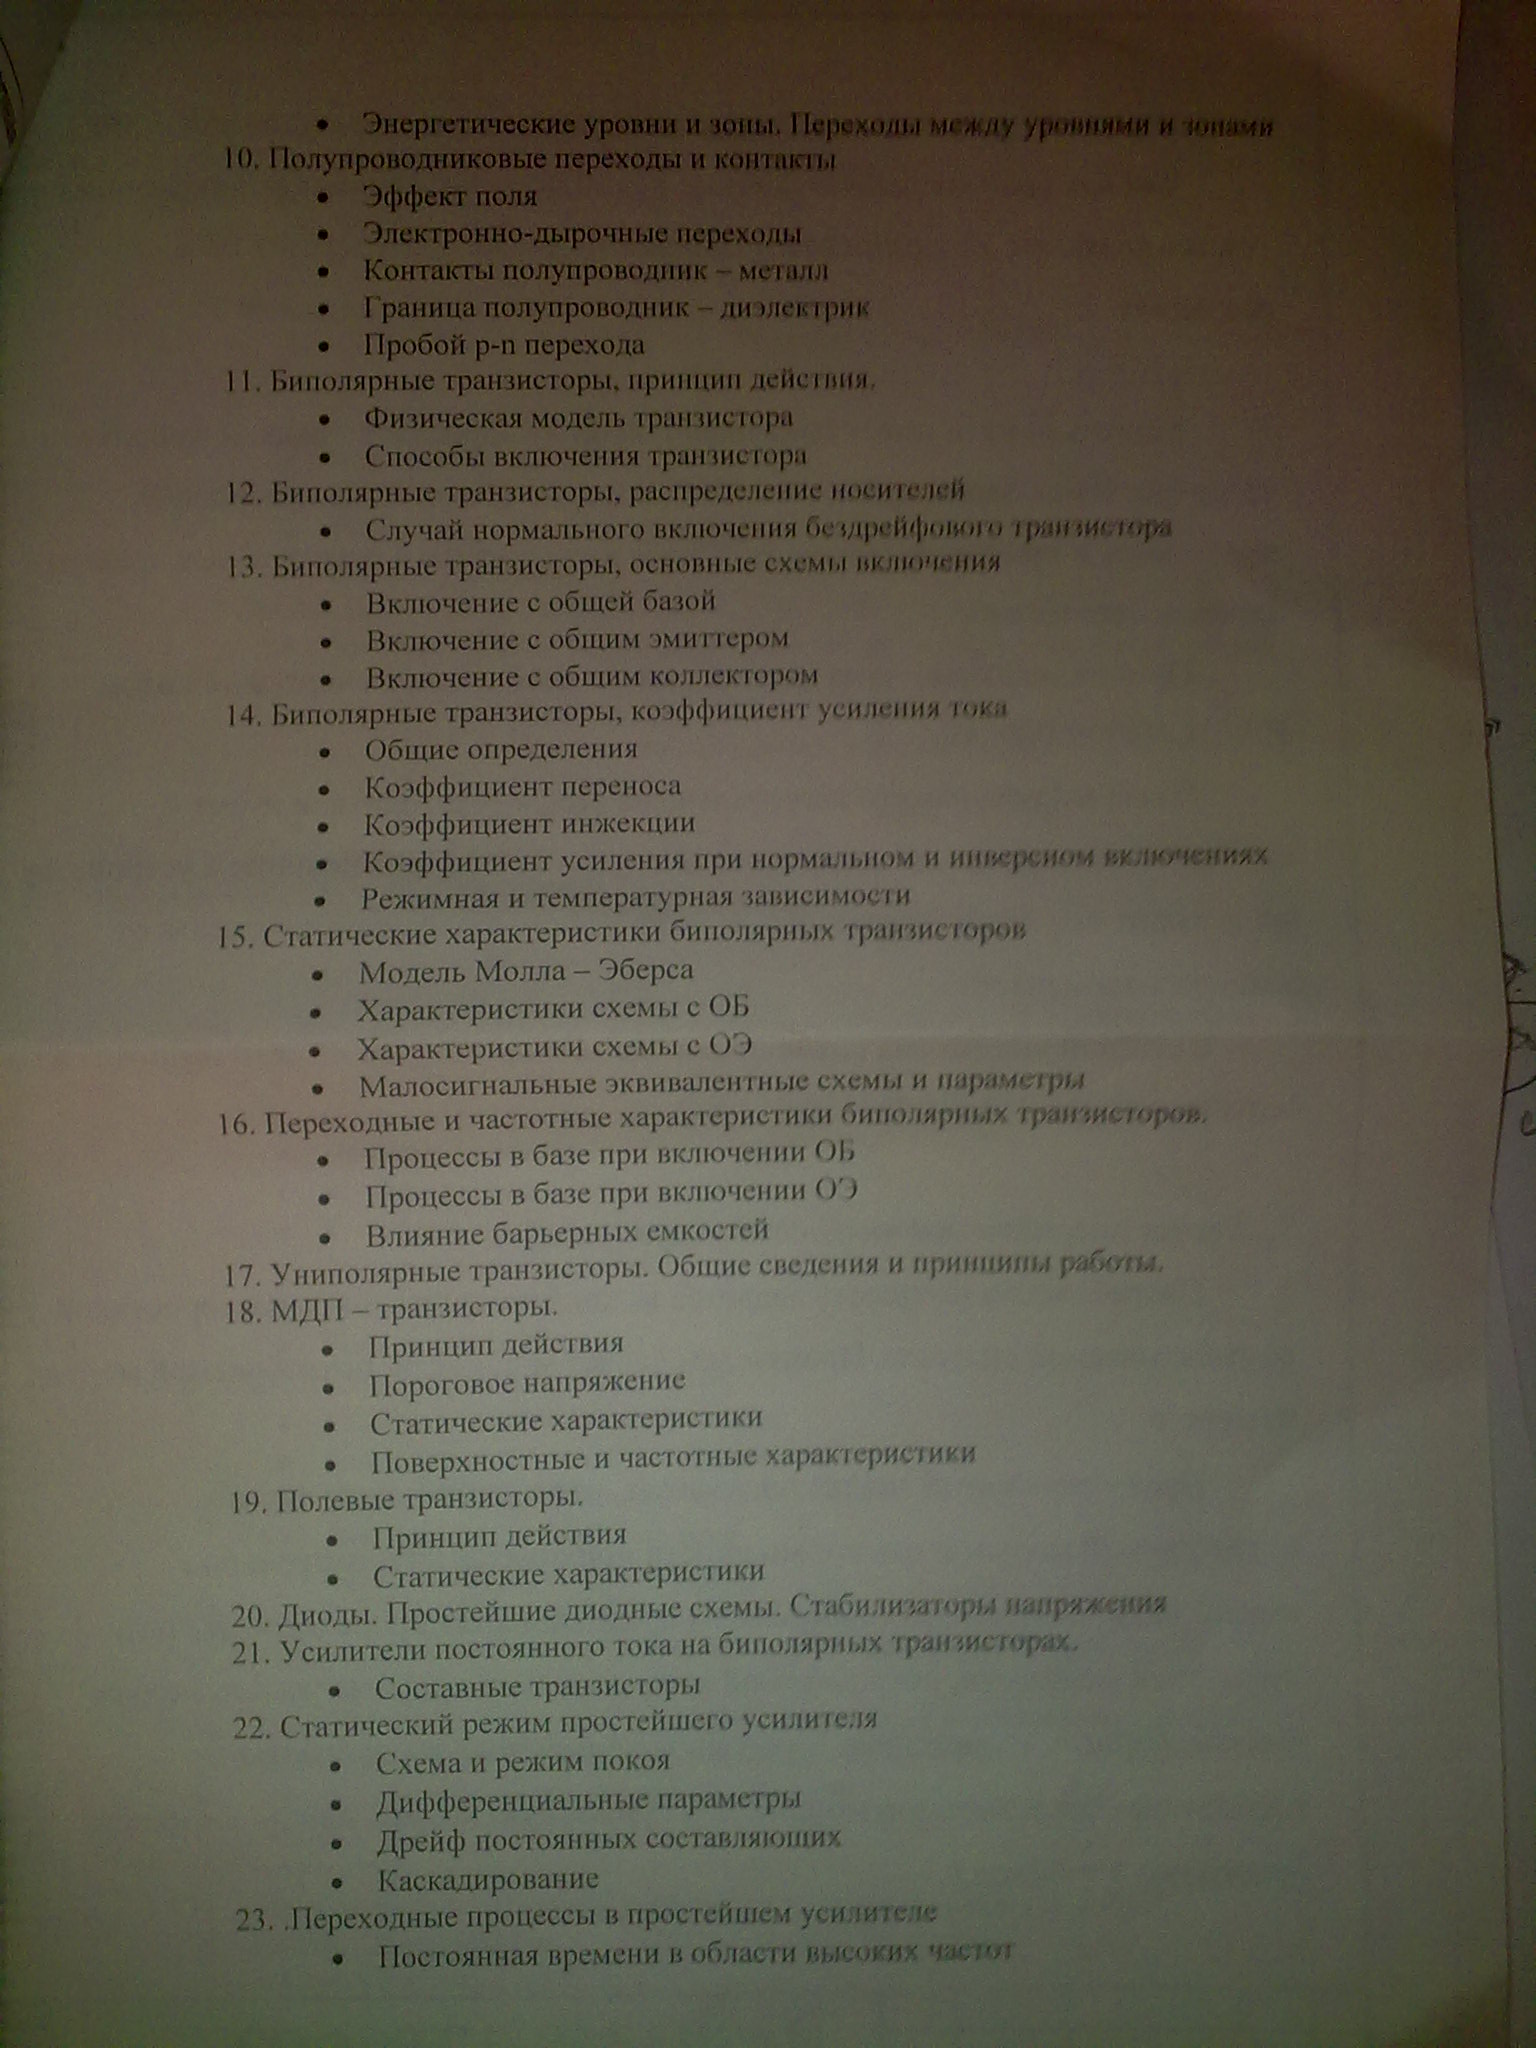 • Энергетические уровни и зоны. Переходы между уровнями и зонами
10. Полупроводниковые переходы и контакты
• Эффект поля
• Электронно-дырочные переходы
• Контакты полупроводник – металл
• Граница полупроводник – диэлектрик
• Пробой p-n перехода
11. Биполярные транзисторы, принцип действия.
• Физическая модель транзистора
• Способы включения транзистора
12. Биполярные транзисторы, распределение носителей
• Случай нормального включения бездрейфового транзистора
13. Биполярные транзисторы, основные схемы включения
• Включение с общей базой
• Включение с общим эмиттером
• Включение с общим коллектором
14. Биполярные транзисторы, коэффициент усиления тока
• Общие определения
• Коэффициент переноса
• Коэффициент инжекции
• Коэффициент усиления при нормальном и инверсном включениях
• Режимная и температурная зависимости
15. Статические характеристики биполярных транзисторов
• Модель Молла – Эберса
• Характеристики схемы с ОБ
• Характеристики схемы с ОЭ
• Малосигнальные эквивалентные схемы и параметры
16. Переходные и частотные характеристики биполярных транзисторов.
• Процессы в базе при включении ОБ
• Процессы в базе при включении ОЭ
• Влияние барьерных емкостей
17. Униполярные транзисторы. Общие сведения и принципы работы.
18. МДП – транзисторы.
• Принцип действия
• Пороговое напряжение
• Статические характеристики
• Поверхностные и частотные характеристики
19. Полевые транзисторы.
• Принцип действия
• Статические характеристики
20. Диоды. Простейшие диодные схемы. Стабилизаторы напряжения
21. Усилители постоянного тока на биполярных транзисторах.
• Составные транзисторы
22. Статический режим простейшего усилителя
• Схема и режим покоя
• Дифференциальные параметры
• Дрейф постоянных составляющих
• Каскадирование
23. .Переходные процессы в простейшем усилителе
• Постоянная времени в области высоких частот